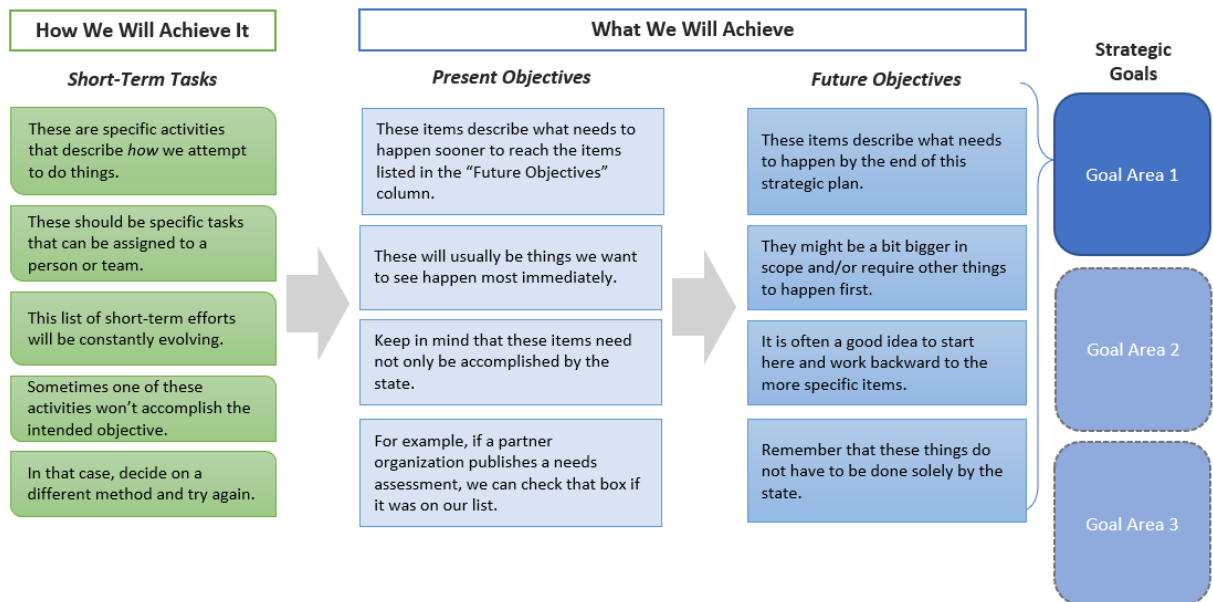 How We Will Achieve It
What We Will Achieve
Strategic
Goals
Short-Term Tasks
Present Objectives
Future Objectives
These are specific activities
that describe how we attempt
to do things.
These should be specific tasks
that can be assigned to a
person or team.
This list of short-term efforts
will be constantly evolving.
Sometimes one of these
activities won’t accomplish the
intended objective.
In that case, decide on a
different method and try again.
These items describe what needs to
happen sooner to reach the items
listed in the “Future Objectives”
column.
These will usually be things we want
to see happen most immediately.
Keep in mind that these items need
not only be accomplished by the
state.
For example, if a partner
organization publishes a needs
assessment, we can check that box if
it was on our list.
These items describe what needs
to happen by the end of this
strategic plan.
They might be a bit bigger in
scope and/or require other things
to happen first.
It is often a good idea to start
here and work backward to the
more specific items.
Remember that these things do
not have to be done solely by the
state.
Goal Area 1
Goal Area 2
Goal Area 3